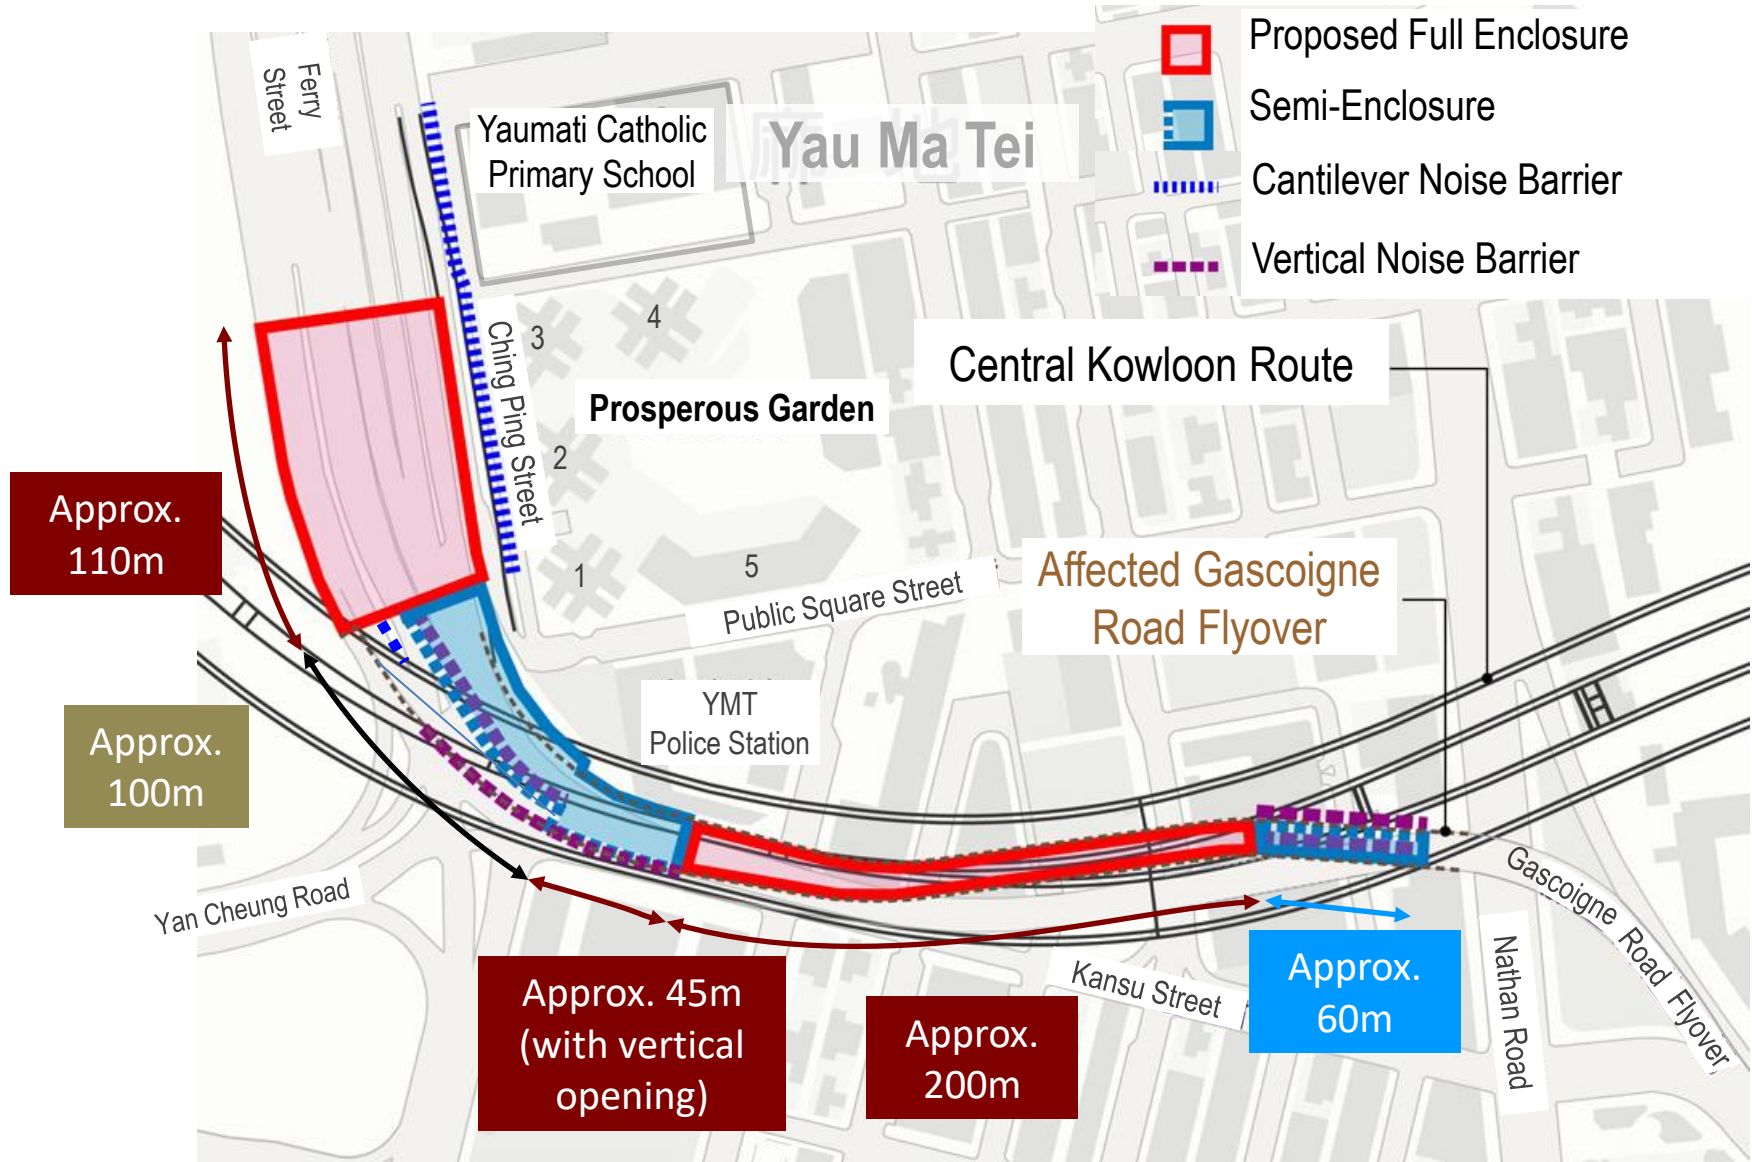 Proposed Full Enclosure
Semi-Enclosure
Cantilever Noise Barrier
Vertical Noise Barrier
Ferry
Street
Yaumati Catholic
Primary School
Yau Ma Tei
Ching Ping Street
3
4
2
1
5
Prosperous Garden
Central Kowloon Route
Affected Gascoigne
Road Flyover
Public Square Street
YMT
Police Station
Approx.
110m
Approx.
100m
Yan Cheung Road
Approx. 45m
(with vertical
opening)
Approx.
200m
Kansu Street
Approx.
60m
Nathan Road
Gascoigne Road Flyover